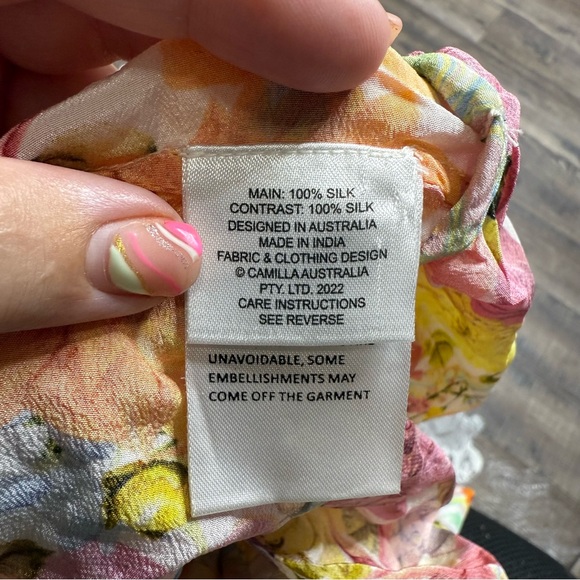 MAIN: 100% SILK
CONTRAST: 100% SILK
DESIGNED IN AUSTRALIA
MADE IN INDIA
FABRIC & CLOTHING DESIGN
© CAMILLA AUSTRALIA
PTY. LTD. 2022
CARE INSTRUCTIONS
SEE REVERSE
UNAVOIDABLE, SOME
EMBELLISHMENTS MAY
COME OFF THE GARMENT